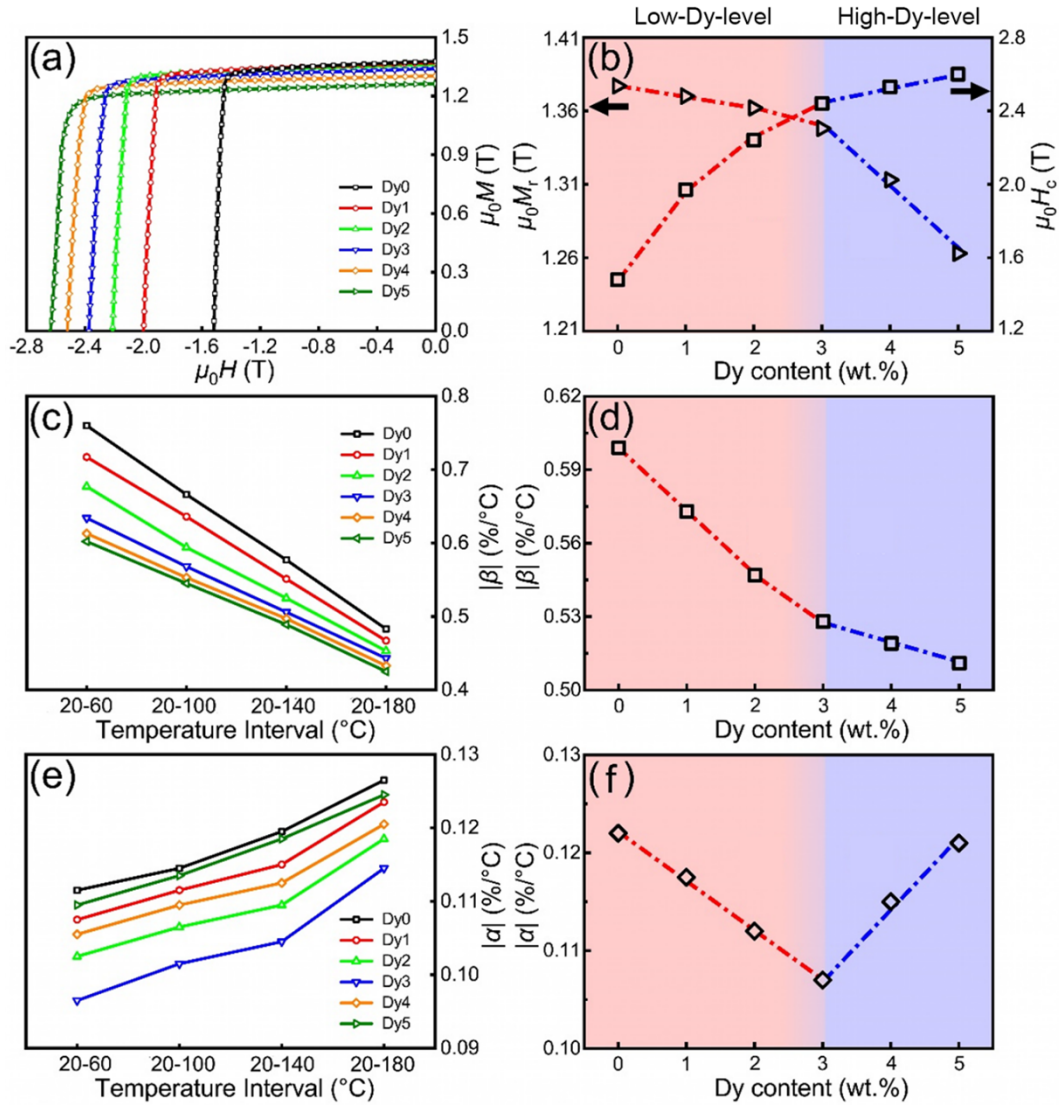 Low-Dy-level High-Dy-level
(a)
1.5
1.2
0.9
0.6
0.3
0.0
μ₀M (T)
Dy0
Dy1
Dy2
Dy3
Dy4
Dy5
-2.8 -2.4 -2.0 -1.6 -1.2 -0.8 -0.4 0.0
μ₀H (T)
(b)
1.41
1.36
1.31
1.26
1.21
μ₀Mᵣ (T)
2.8
2.4
2.0
1.6
1.2
μ₀H꜀ (T)
0 1 2 3 4 5
Dy content (wt.%)
(c)
0.8
0.7
0.6
0.5
0.4
|β| (%/°C)
Dy0
Dy1
Dy2
Dy3
Dy4
Dy5
20-60 20-100 20-140 20-180
Temperature Interval (°C)
(d)
0.62
0.59
0.56
0.53
0.50
|β| (%/°C)
0 1 2 3 4 5
Dy content (wt.%)
(e)
0.13
0.12
0.11
0.10
0.09
|α| (%/°C)
Dy0
Dy1
Dy2
Dy3
Dy4
Dy5
20-60 20-100 20-140 20-180
Temperature Interval (°C)
(f)
0.13
0.12
0.11
0.10
|α| (%/°C)
0 1 2 3 4 5
Dy content (wt.%)